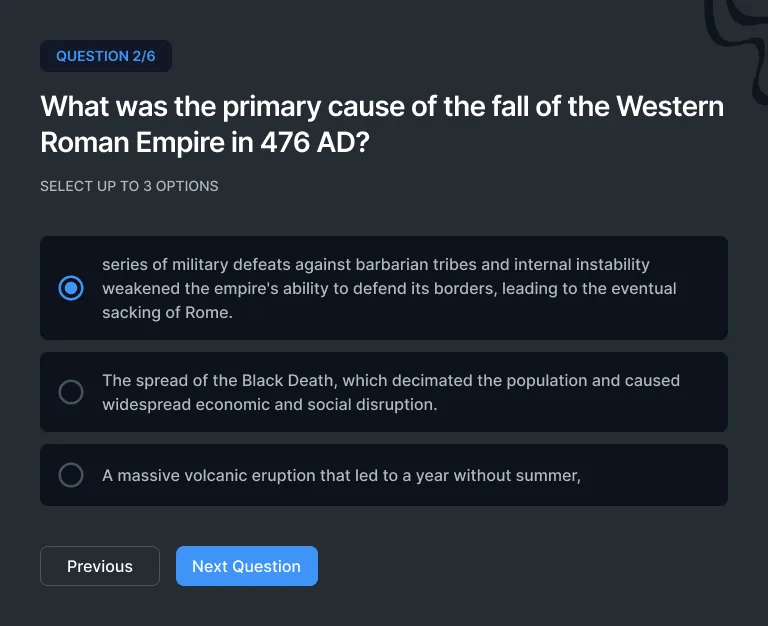 QUESTION 2/6
What was the primary cause of the fall of the Western
Roman Empire in 476 AD?
SELECT UP TO 3 OPTIONS
series of military defeats against barbarian tribes and internal instability
weakened the empire's ability to defend its borders, leading to the eventual
sacking of Rome.
The spread of the Black Death, which decimated the population and caused
widespread economic and social disruption.
A massive volcanic eruption that led to a year without summer,
Previous
Next Question